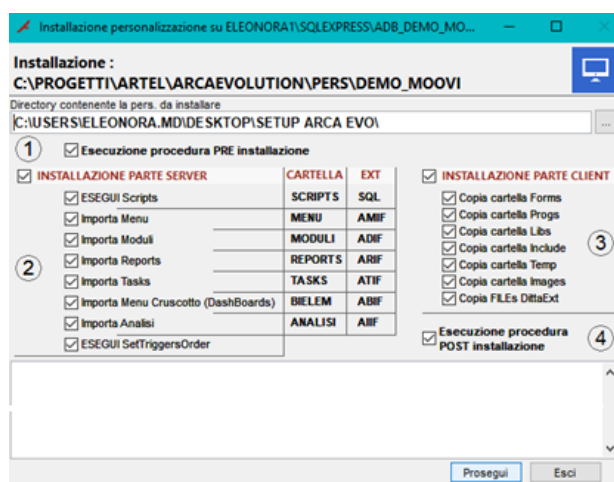 Installazione personalizzazione su ELEONORA1\SQLEXPRESS\ADB_DEMO_MO...
Installazione :
C:\PROGETTI\ARTEL\ARCAEVOLUTION\PERS\DEMO_MOOVI
Directory contenente la pers. da installare
C:\USERS\ELEONORA.MD\DESKTOP\SETUP ARCA EVO\
...
1 Esecuzione procedura PRE installazione
INSTALLAZIONE PARTE SERVER CARTELLA EXT
ESEGUI Scripts SCRIPTS SQL
Importa Menu MENU AMIF
Importa Moduli MODULI ADIF
Importa Reports REPORTS ARIF
2 Importa Tasks TASKS ATIF
Importa Menu Cruscotto (DashBoards) BIELEM ABIF
Importa Analisi ANALISI AIIF
ESEGUI SetTriggersOrder
INSTALLAZIONE PARTE CLIENT
Copia cartella Forms
Copia cartella Progs
Copia cartella Libs
Copia cartella Include 3
Copia cartella Temp
Copia cartella Images
Copia FILEs DittaExt
Esecuzione procedura
POST installazione 4
Prosegui Esci